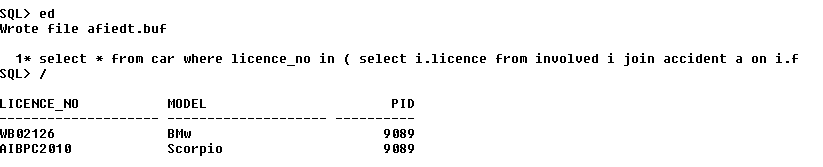 SQL> ed
Wrote file afiedt.buf
1* select * from car where licence_no in ( select i.licence from involved i join accident a on i.f
SQL> /
LICENCE_NO MODEL PID
-------------------- -------------------- ----------
WB02126 BMw 9089
AIBPC2010 Scorpio 9089